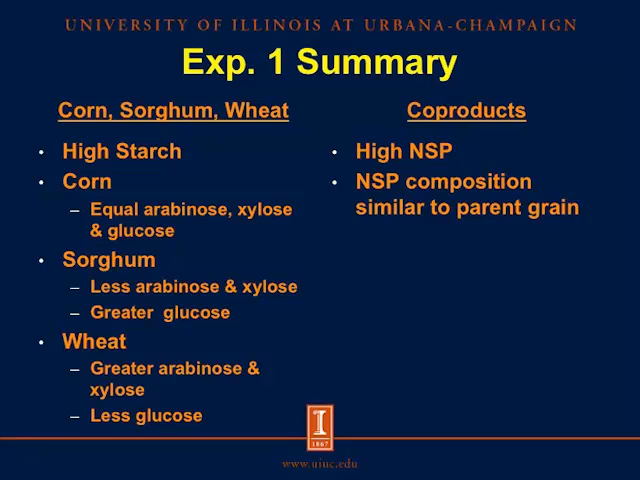 UNIVERSITY OF ILLINOIS AT URBANA-CHAMPAIGN
Exp. 1 Summary
Corn, Sorghum, Wheat
• High Starch
• Corn
– Equal arabinose, xylose
& glucose
• Sorghum
– Less arabinose & xylose
– Greater glucose
• Wheat
– Greater arabinose &
xylose
– Less glucose
Coproducts
• High NSP
• NSP composition
similar to parent grain
I
1867
www.uiuc.edu